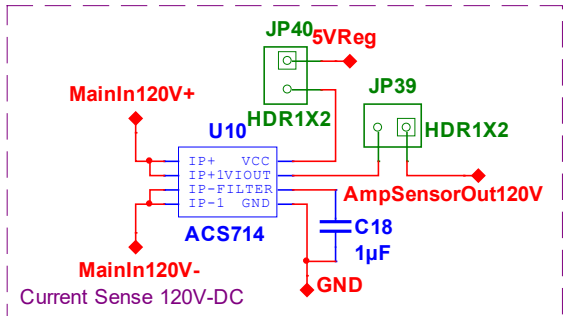 JP40
5VReg
JP39
MainIn120V+
HDR1X2
HDR1X2
U10
IP+ VCC
IP+1VIOUT
IP-FILTER
IP-1 GND
AmpSensorOut120V
ACS714
C18
1µF
MainIn120V-
GND
Current Sense 120V-DC